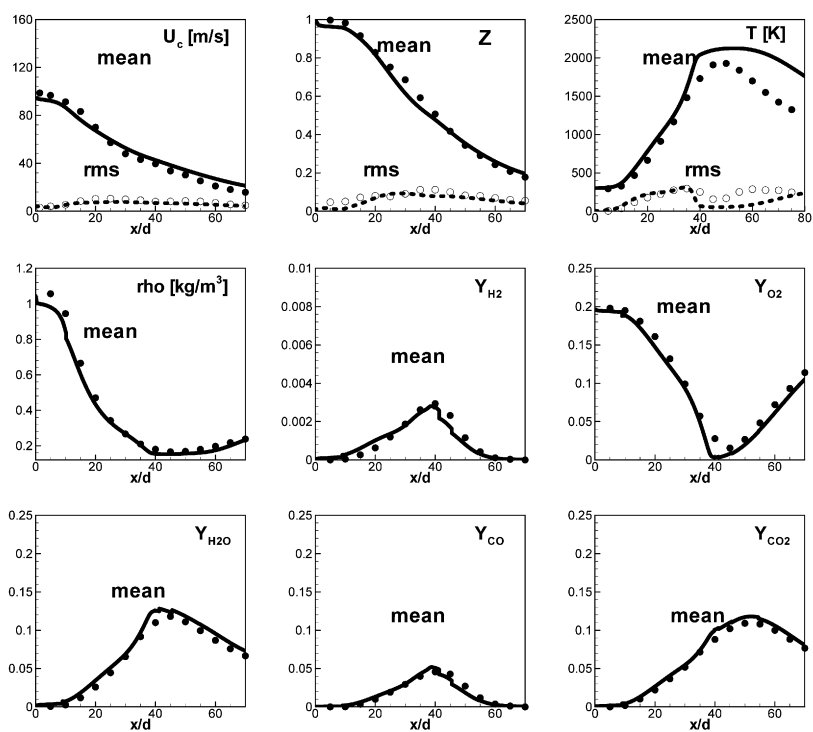 160
U_c [m/s]
mean
120
80
40
rms
0
0 20 40 60
x/d
1
Z
mean
0.8
0.6
0.4
0.2
rms
0
0 20 40 60
x/d
2500
T [K]
mean
2000
1500
1000
500
rms
0
0 20 40 60 80
x/d
1.2
rho [kg/m³]
mean
1
0.8
0.6
0.4
0.2
0 20 40 60
x/d
0.01
Y_H2
0.008
mean
0.006
0.004
0.002
0
0 20 40 60
x/d
0.25
Y_O2
mean
0.2
0.15
0.1
0.05
0
0 20 40 60
x/d
0.25
Y_H2O
0.2
mean
0.15
0.1
0.05
0
0 20 40 60
x/d
0.25
Y_CO
0.2
mean
0.15
0.1
0.05
0
0 20 40 60
x/d
0.25
Y_CO2
0.2
mean
0.15
0.1
0.05
0
0 20 40 60
x/d